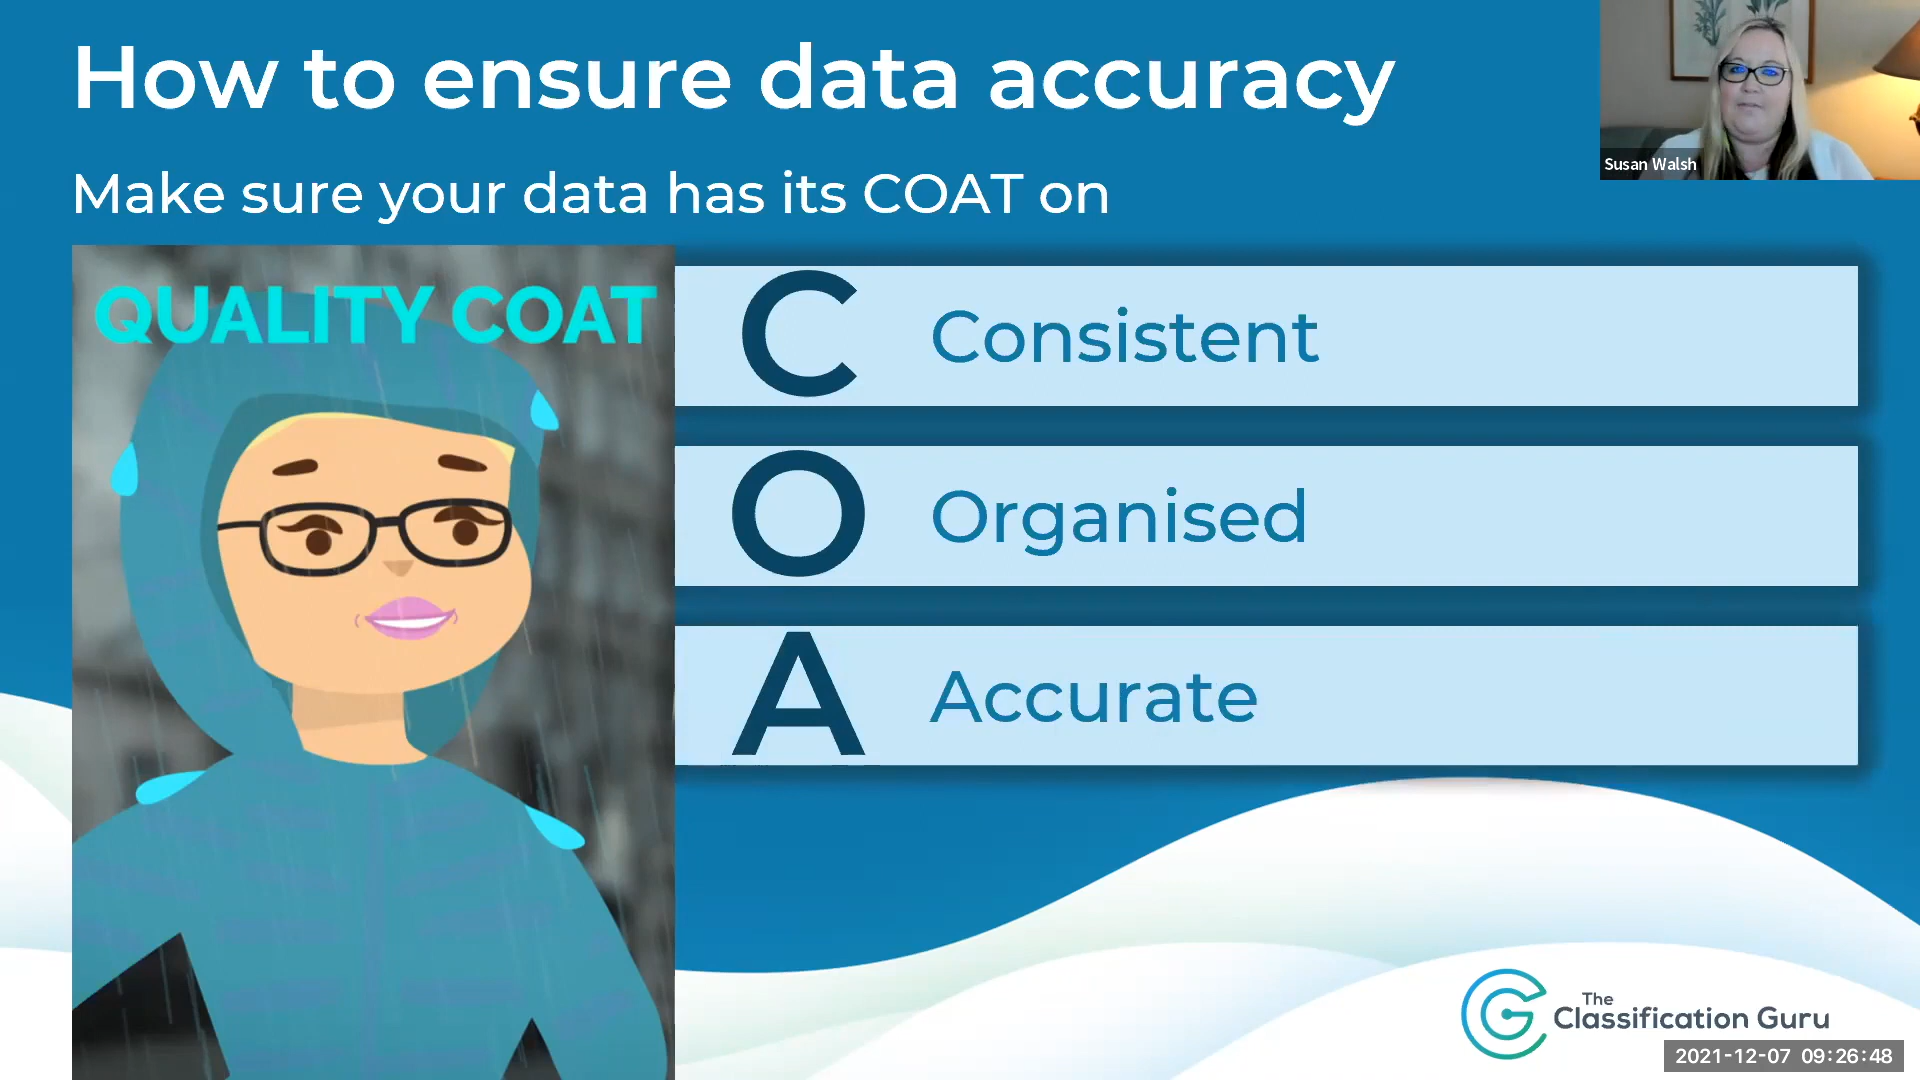 How to ensure data accuracy
Susan Walsh
Make sure your data has its COAT on
QUALITY COAT
C Consistent
O Organised
A Accurate
The
Classification Guru
2021-12-07 09:26:48